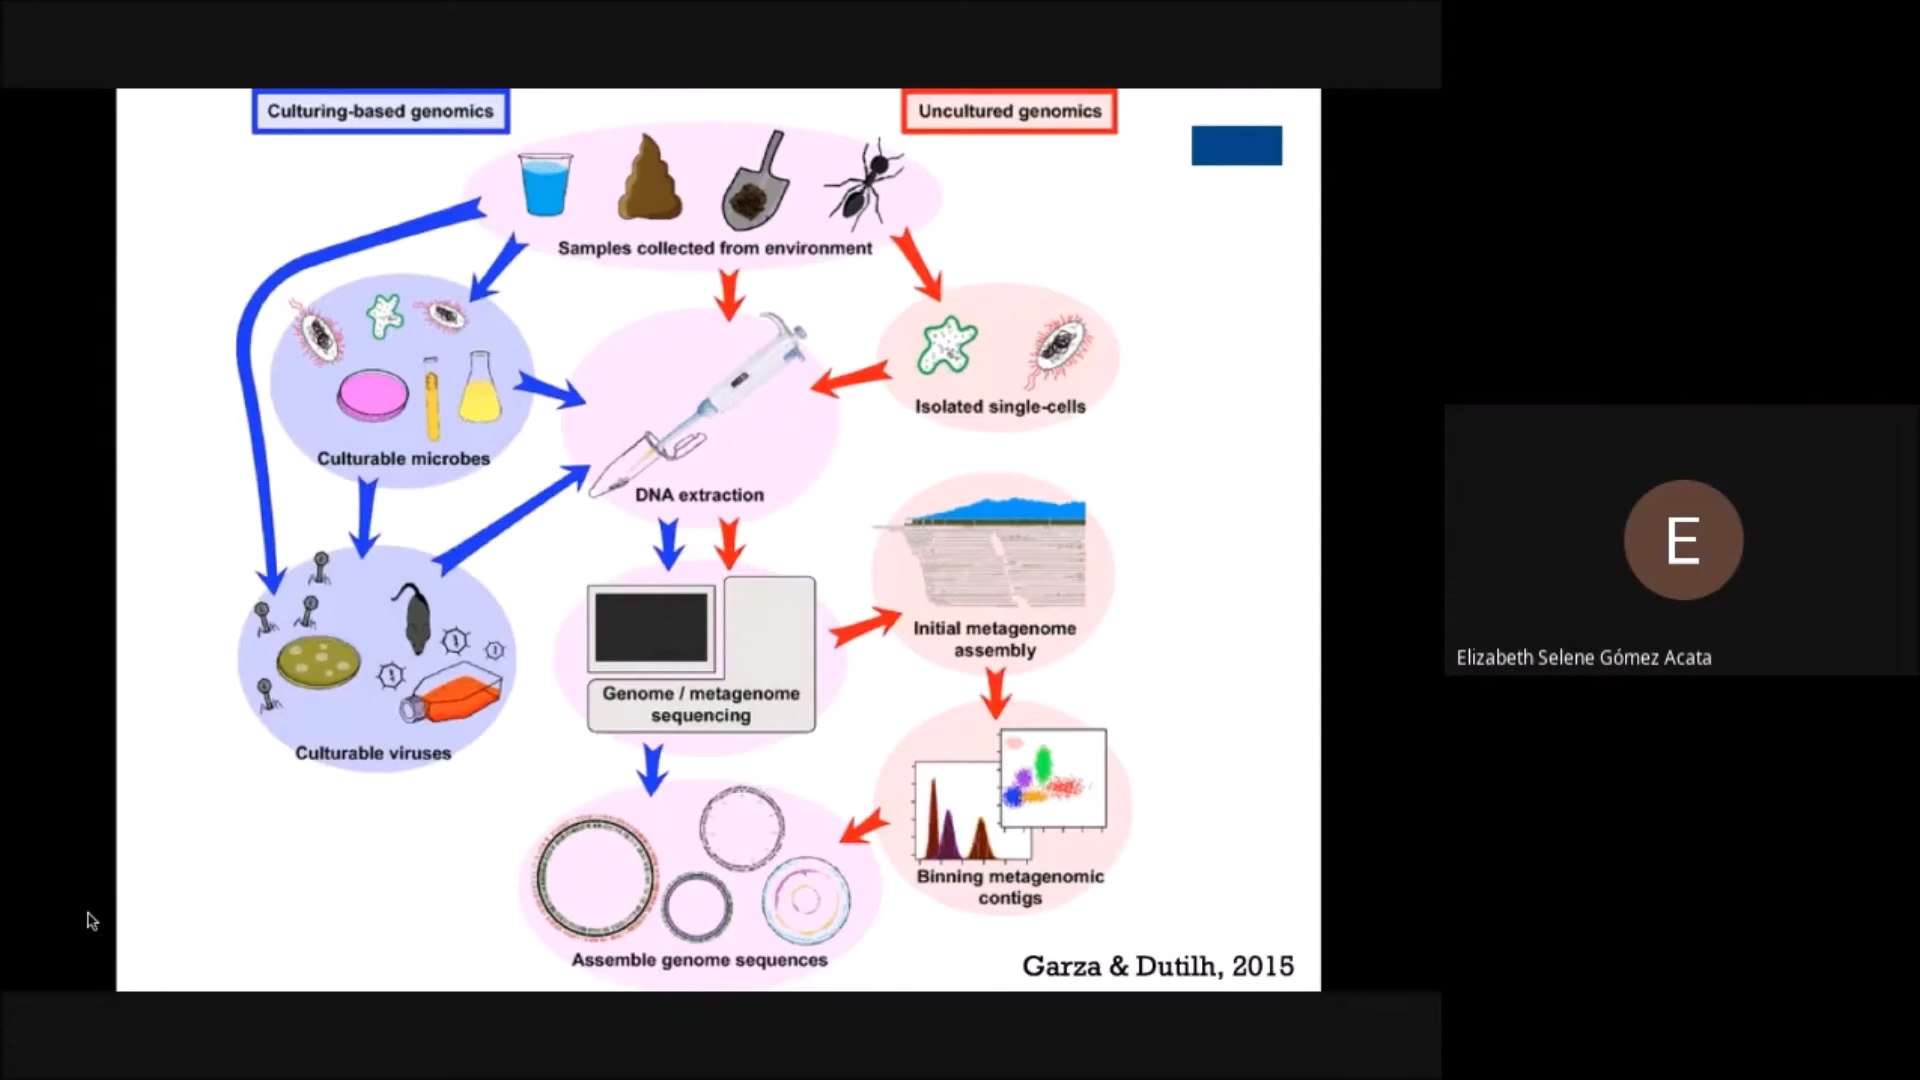 Culturing-based genomics
Uncultured genomics
Samples collected from environment
Isolated single-cells
Culturable microbes
DNA extraction
Initial metagenome
assembly
Genome / metagenome
sequencing
Culturable viruses
Binning metagenomic
contigs
Assemble genome sequences
Garza & Dutilh, 2015
E
Elizabeth Selene Gómez Acata